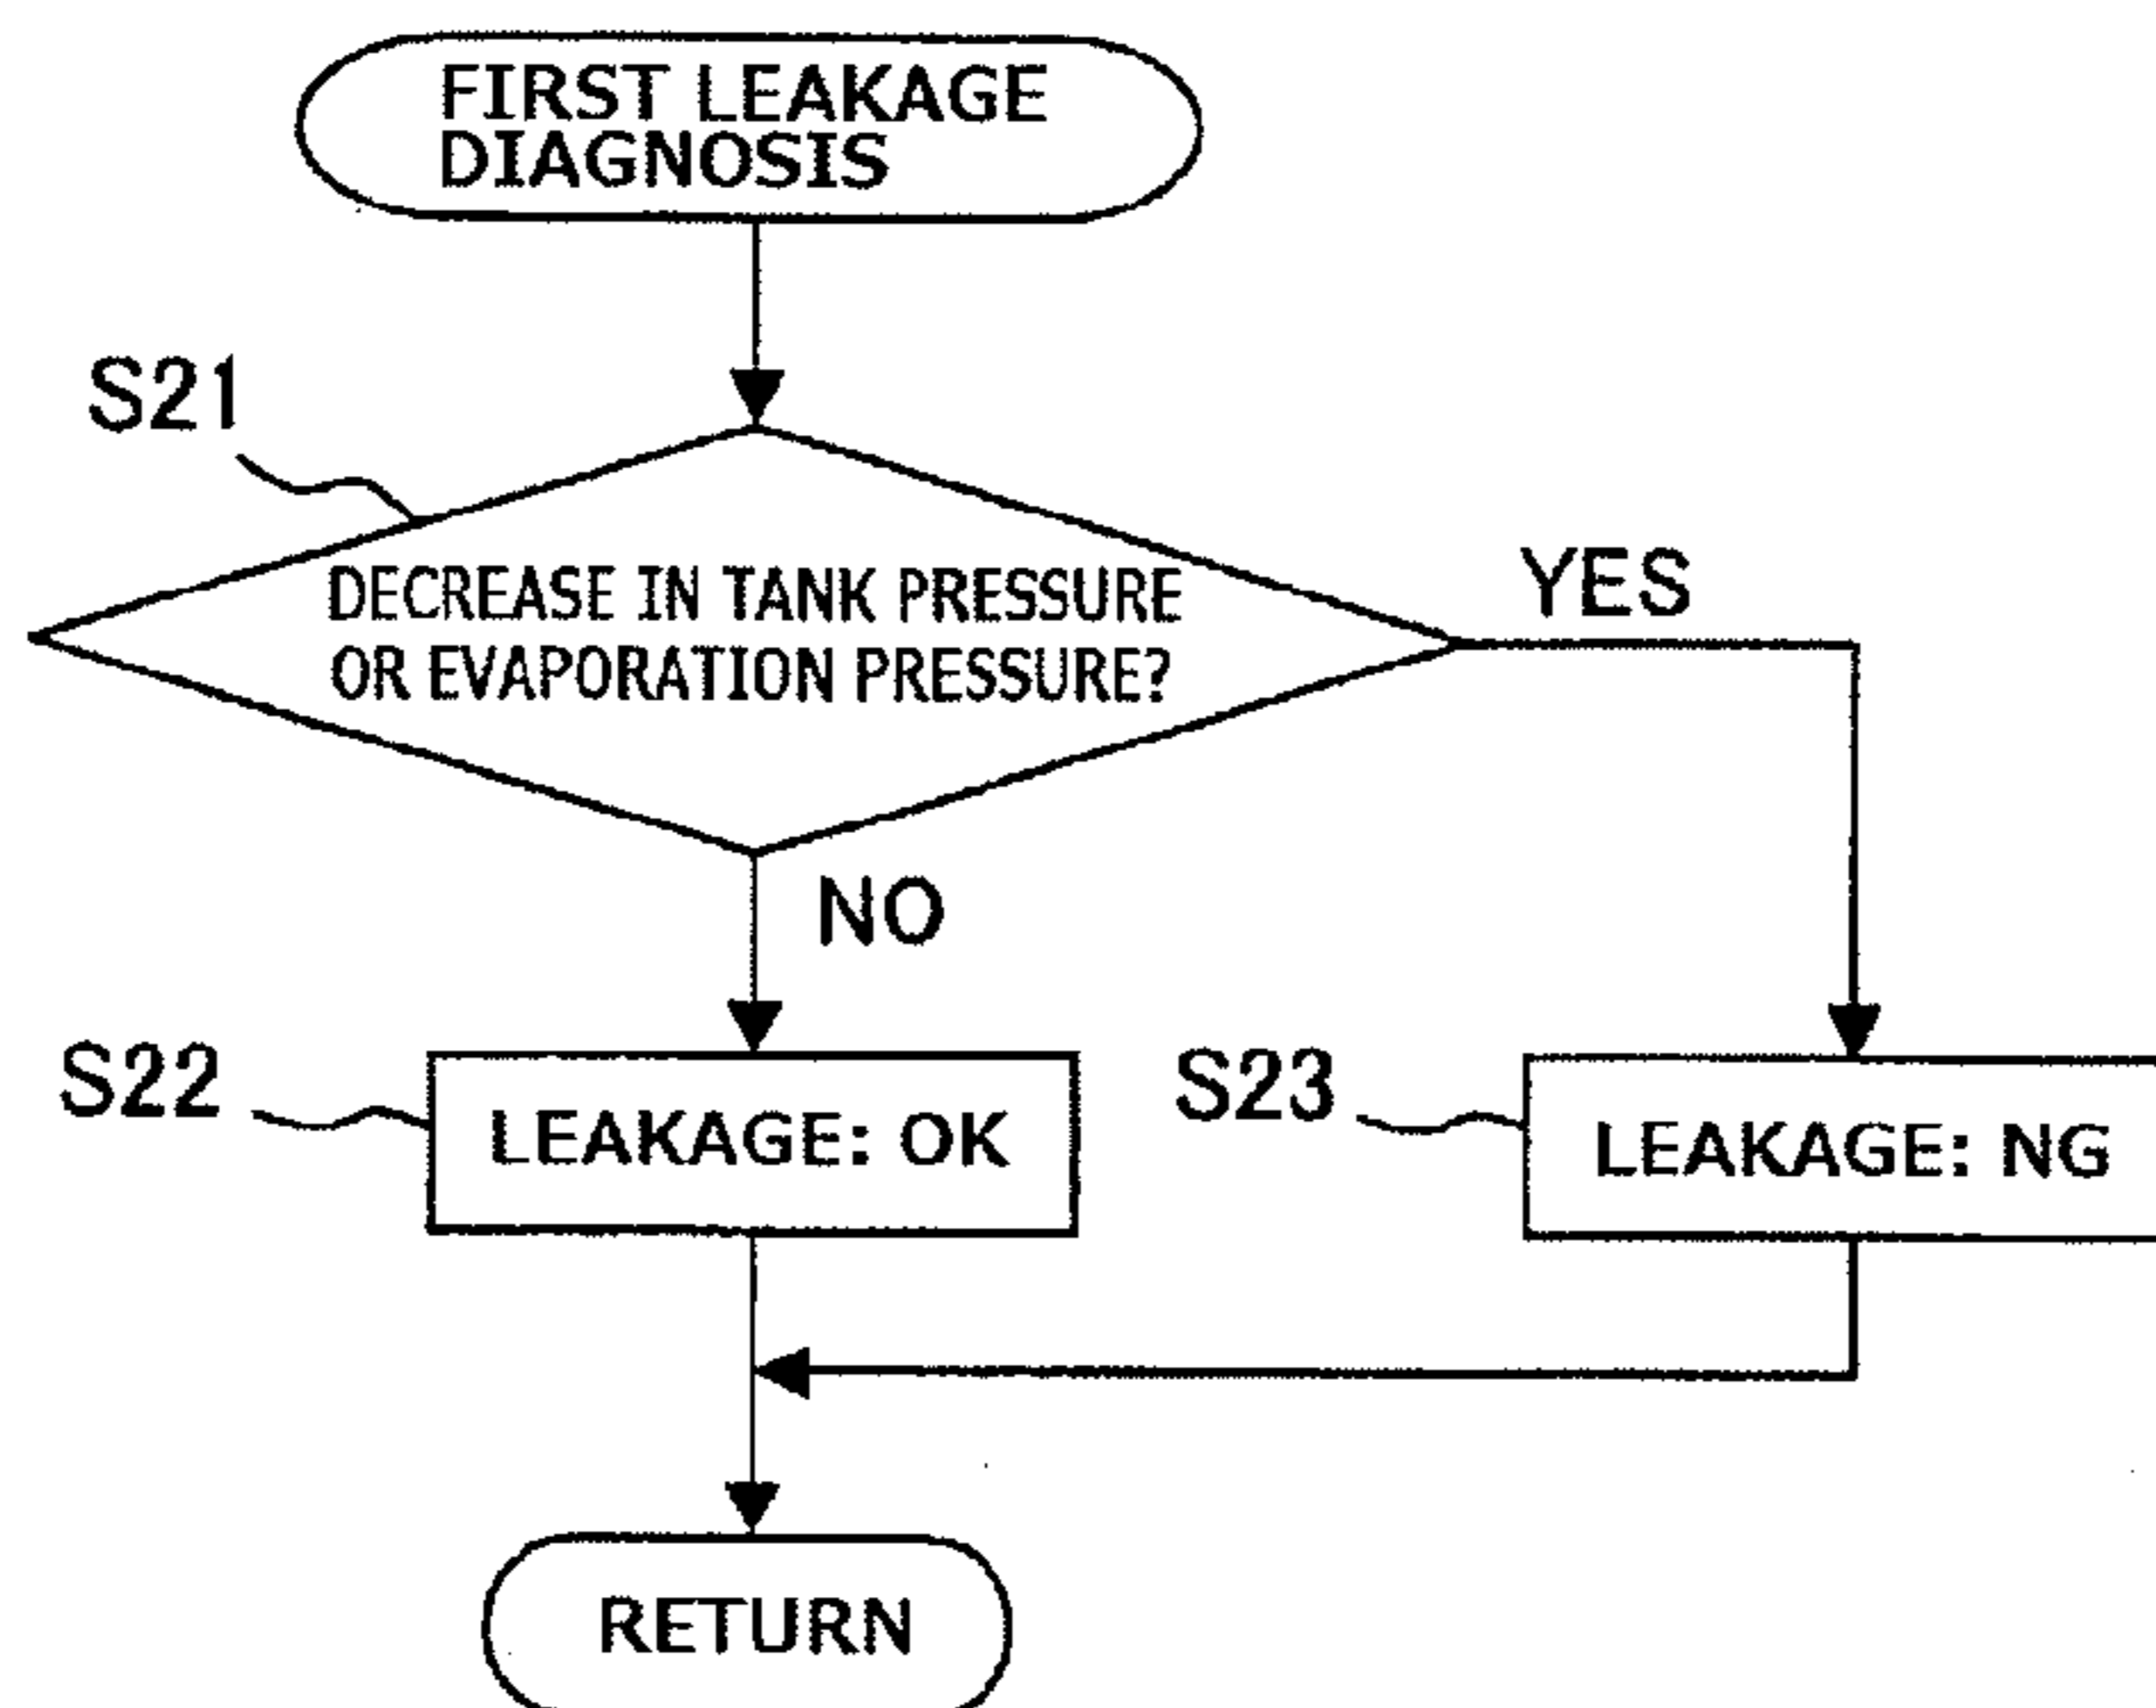 FIRST LEAKAGE
DIAGNOSIS
S21
DECREASE IN TANK PRESSURE
OR EVAPORATION PRESSURE?
YES
NO
S22
LEAKAGE: OK
S23
LEAKAGE: NG
RETURN